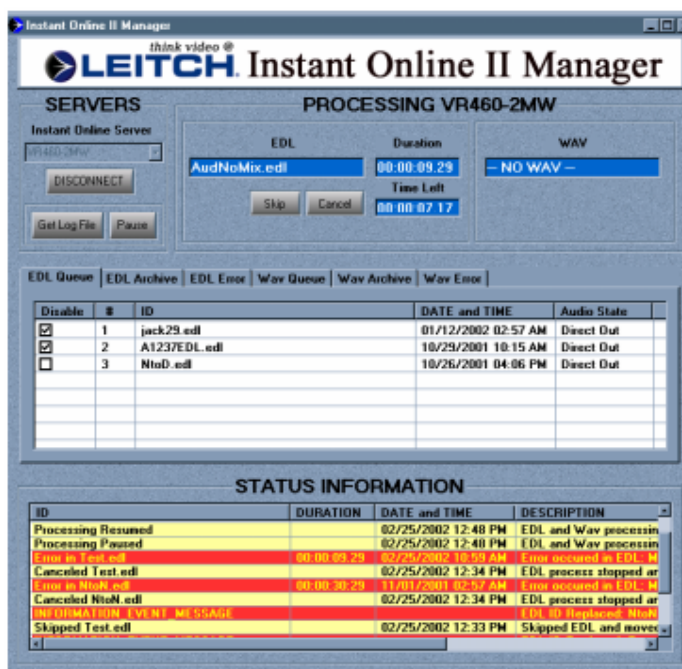 Instant Online II Manager
think video @
LEITCH. Instant Online II Manager
SERVERS
Instant Online Server
VR460-2MW
DISCONNECT
Get Log File Pause
PROCESSING VR460-2MW
EDL Duration WAV
AudNoMix.edl 00:00:09.29 -- NO WAV --
Time Left
Skip Cancel 00:00:07.17
EDL Queue EDL Archive EDL Error Wav Queue Wav Archive Wav Error
Disable # ID DATE and TIME Audio State
1 jack29.edl 01/12/2002 02:57 AM Direct Out
2 A1237EDL.edl 10/29/2001 10:15 AM Direct Out
3 NtoD.edl 10/26/2001 04:06 PM Direct Out
STATUS INFORMATION
ID DURATION DATE and TIME DESCRIPTION
Processing Resumed 02/25/2002 12:48 PM EDL and Wav processin
Processing Paused 02/25/2002 12:48 PM EDL and Wav processin
Error in Test.edl 00:00:09.29 02/25/2002 10:59 AM Error occured in EDL: M
Canceled Test.edl 02/25/2002 12:34 PM EDL process stopped an
Error in NtoN.edl 00:00:30:29 11/01/2001 02:57 AM Error occured in EDL: M
Canceled NtoN.edl 02/25/2002 12:34 PM EDL process stopped an
INFORMATION_EVENT_MESSAGE EDL ID Replaced: NtoN
Skipped Test.edl 02/25/2002 12:33 PM Skipped EDL and moved